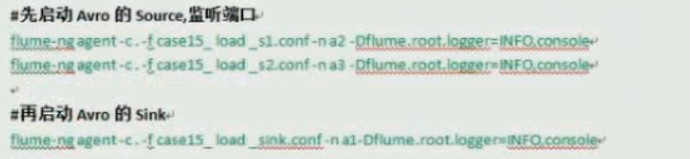 #先启动 Avro 的 Source,监听端口
flume-ng agent -c . -f case15_ load _s1.conf -n a2 -Dflume.root.logger=INFO,console
flume-ng agent -c . -f case15_ load _s2.conf -n a3 -Dflume.root.logger=INFO,console
#再启动 Avro 的 Sink
flume-ng agent -c . -f case15_ load _sink.conf -n a1-Dflume.root.logger=INFO,console